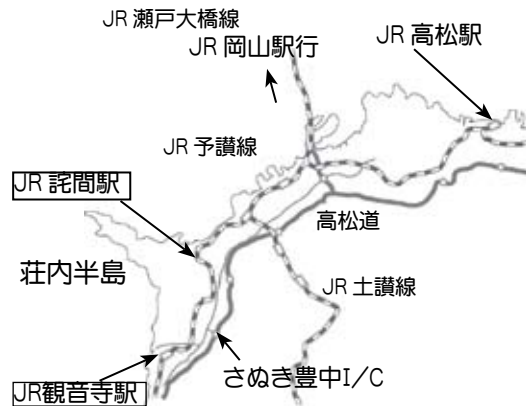 JR 瀬戸大橋線
JR 岡山駅行
JR 高松駅
JR 予讃線
JR 詫間駅
高松道
荘内半島
JR 土讃線
さぬき豊中I/C
JR観音寺駅